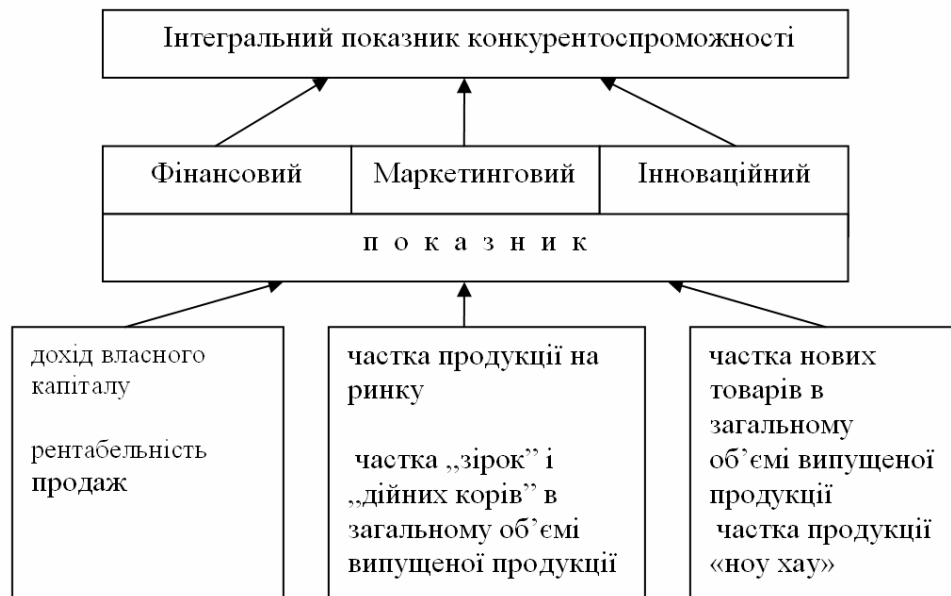 Інтегральний показник конкурентоспроможності
Фінансовий
Маркетинговий
Інноваційний
п о к а з н и к
дохід власного
капіталу
рентабельність
продаж
частка продукції на
ринку
частка „зірок” і
„дійних корів” в
загальному об’ємі
випущеної продукції
частка нових
товарів в
загальному
об’ємі випущеної
продукції
частка продукції
«ноу хау»